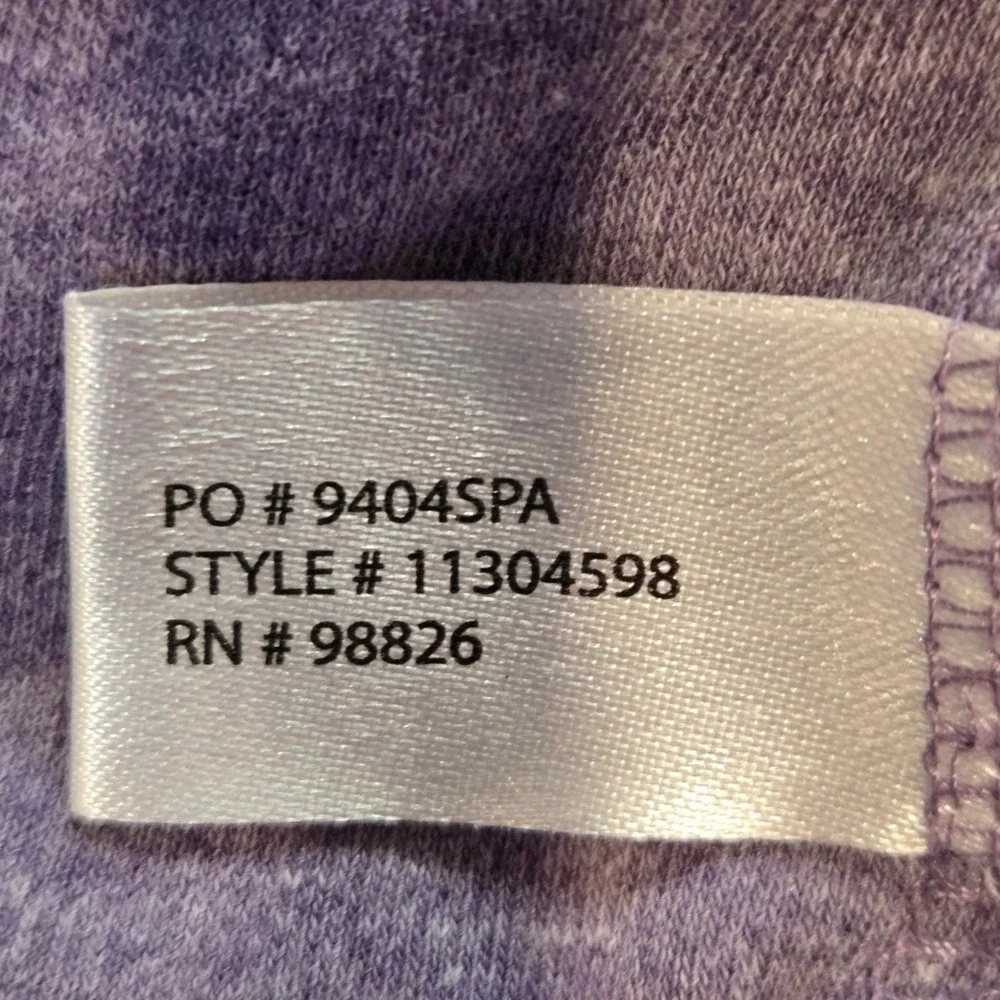 PO # 9404SPA
STYLE # 11304598
RN # 98826